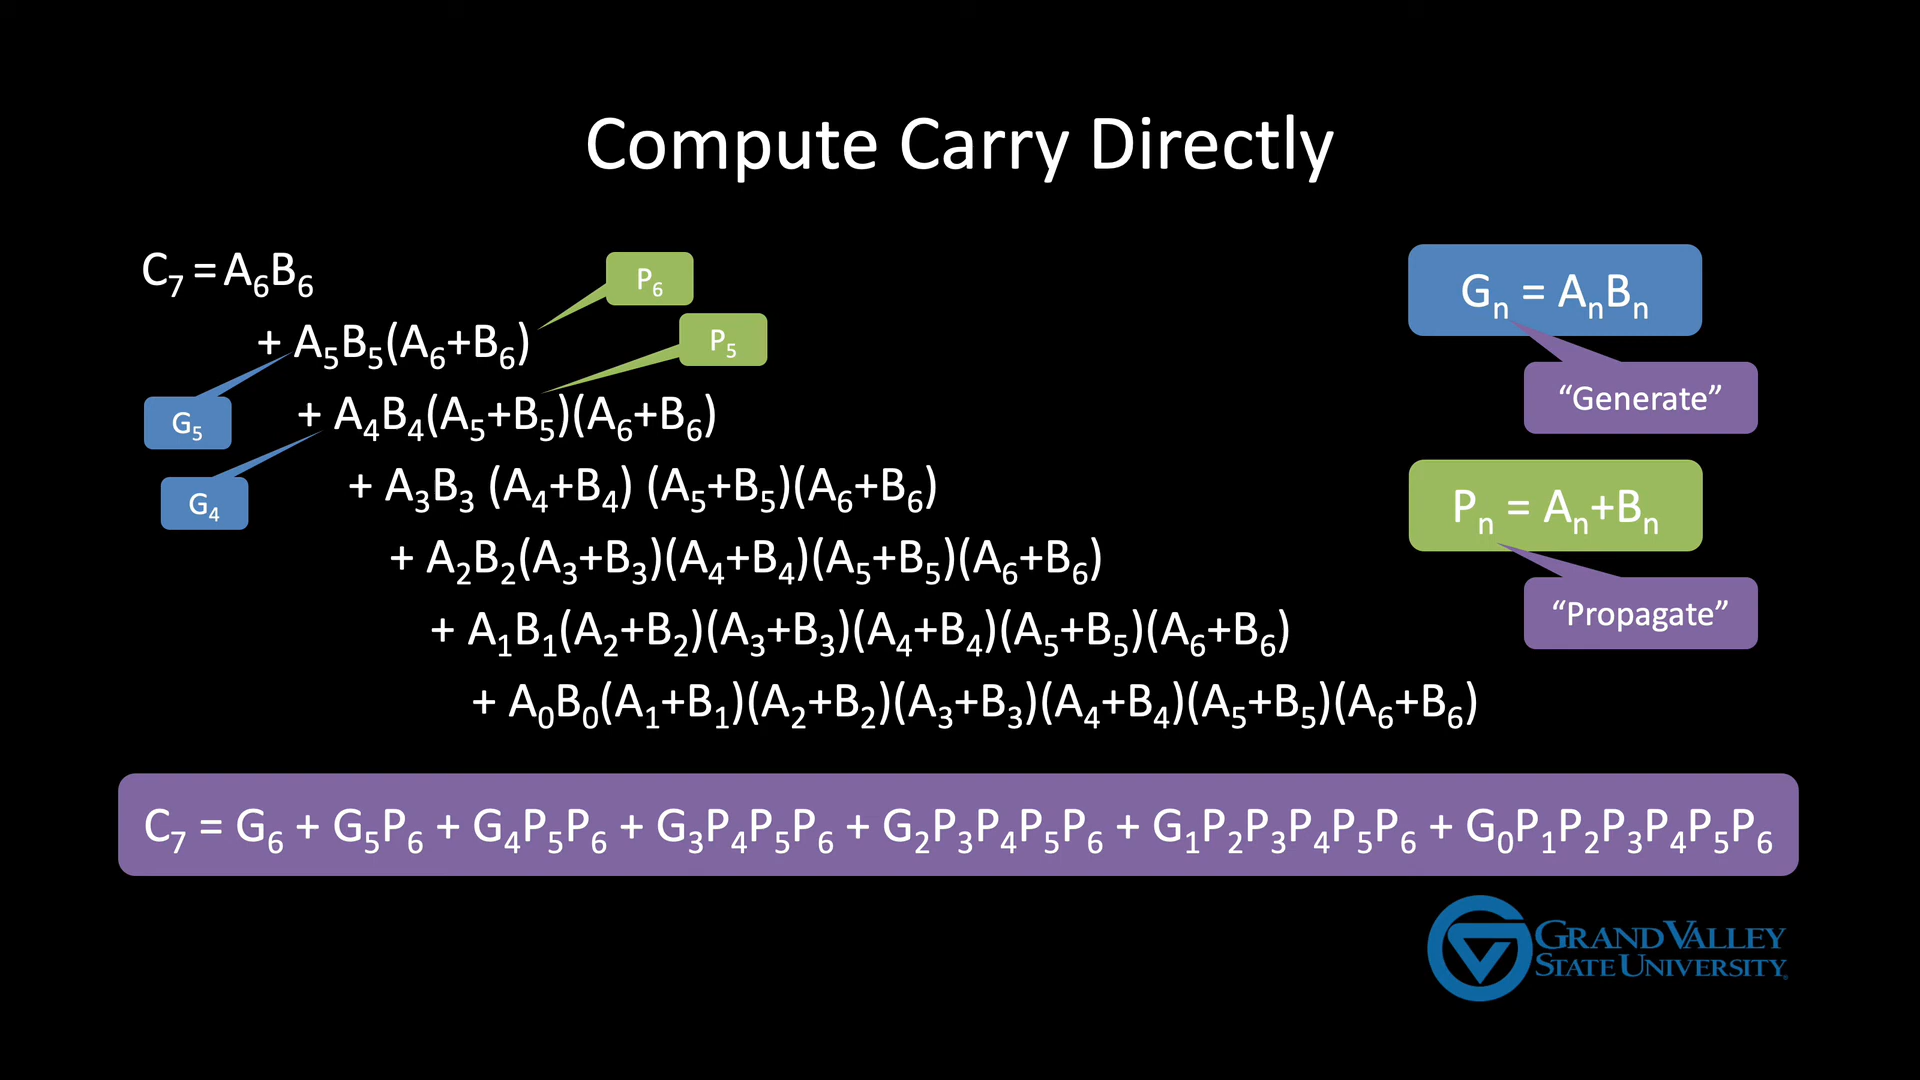 Compute Carry Directly
C₇ = A₆B₆
+ A₅B₅(A₆+B₆)
+ A₄B₄(A₅+B₅)(A₆+B₆)
+ A₃B₃ (A₄+B₄) (A₅+B₅)(A₆+B₆)
+ A₂B₂(A₃+B₃)(A₄+B₄)(A₅+B₅)(A₆+B₆)
+ A₁B₁(A₂+B₂)(A₃+B₃)(A₄+B₄)(A₅+B₅)(A₆+B₆)
+ A₀B₀(A₁+B₁)(A₂+B₂)(A₃+B₃)(A₄+B₄)(A₅+B₅)(A₆+B₆)
P₆
P₅
G₅
G₄
Gₙ = AₙBₙ
“Generate”
Pₙ = Aₙ+Bₙ
“Propagate”
C₇ = G₆ + G₅P₆ + G₄P₅P₆ + G₃P₄P₅P₆ + G₂P₃P₄P₅P₆ + G₁P₂P₃P₄P₅P₆ + G₀P₁P₂P₃P₄P₅P₆
GRAND VALLEY
STATE UNIVERSITY